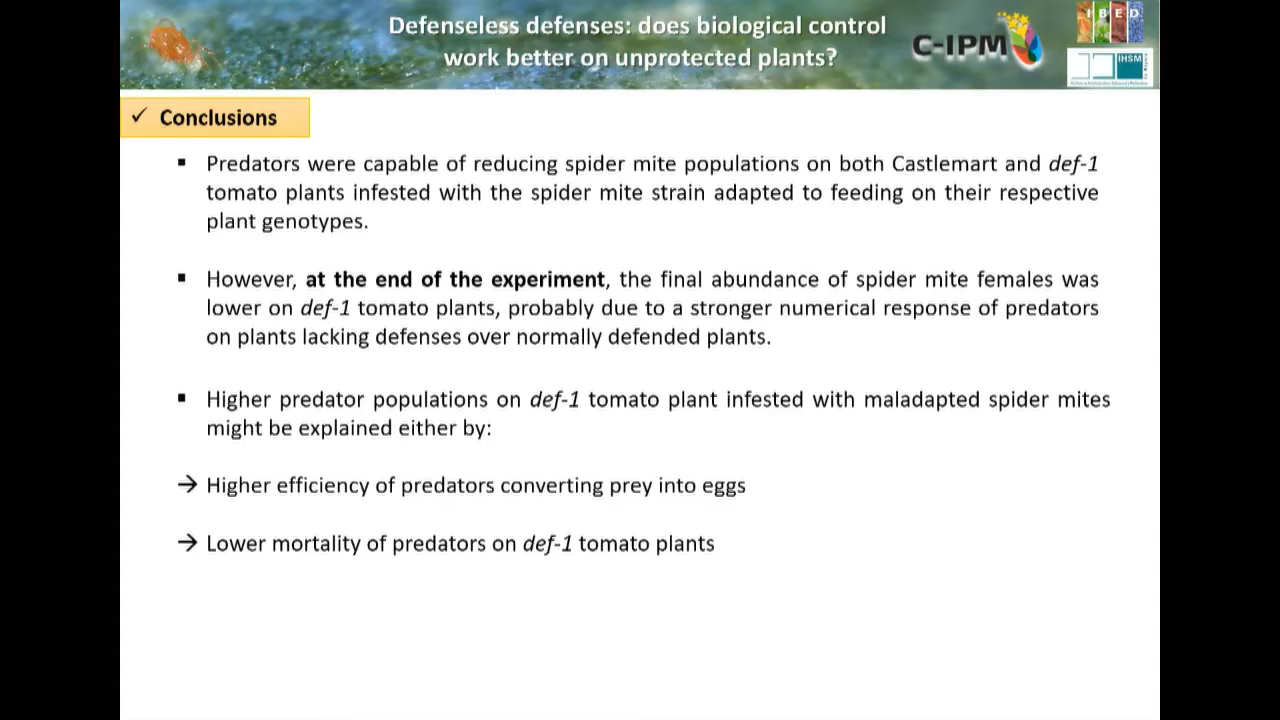 Defenseless defenses: does biological control
work better on unprotected plants?
C-IPM
IBED
IHSM
✓ Conclusions
▪ Predators were capable of reducing spider mite populations on both Castlemart and def-1
tomato plants infested with the spider mite strain adapted to feeding on their respective
plant genotypes.
▪ However, at the end of the experiment, the final abundance of spider mite females was
lower on def-1 tomato plants, probably due to a stronger numerical response of predators
on plants lacking defenses over normally defended plants.
▪ Higher predator populations on def-1 tomato plant infested with maladapted spider mites
might be explained either by:
→ Higher efficiency of predators converting prey into eggs
→ Lower mortality of predators on def-1 tomato plants